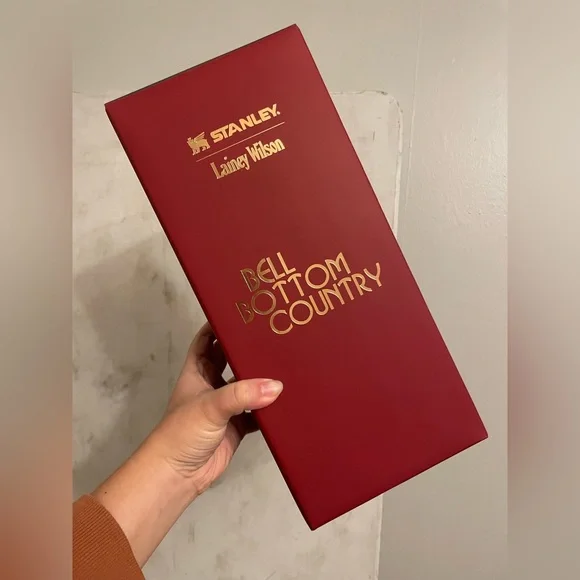 STANLEY.
Lainey Wilson
BELL
BOTTOM
COUNTRY